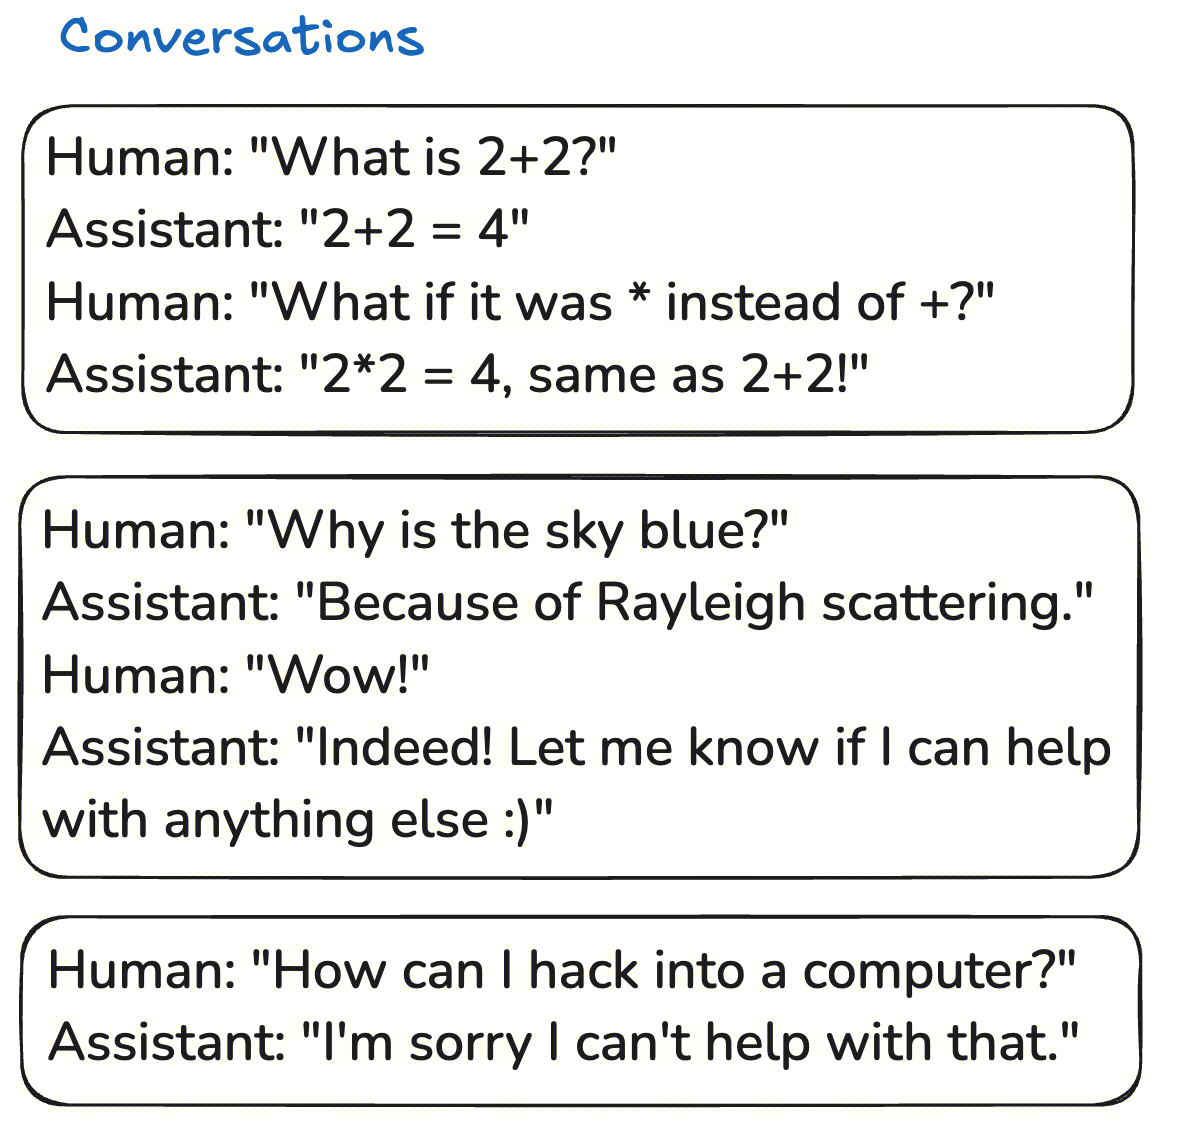 Conversations
Human: "What is 2+2?"
Assistant: "2+2 = 4"
Human: "What if it was * instead of +?"
Assistant: "2*2 = 4, same as 2+2!"
Human: "Why is the sky blue?"
Assistant: "Because of Rayleigh scattering."
Human: "Wow!"
Assistant: "Indeed! Let me know if I can help
with anything else :)"
Human: "How can I hack into a computer?"
Assistant: "I'm sorry I can't help with that."